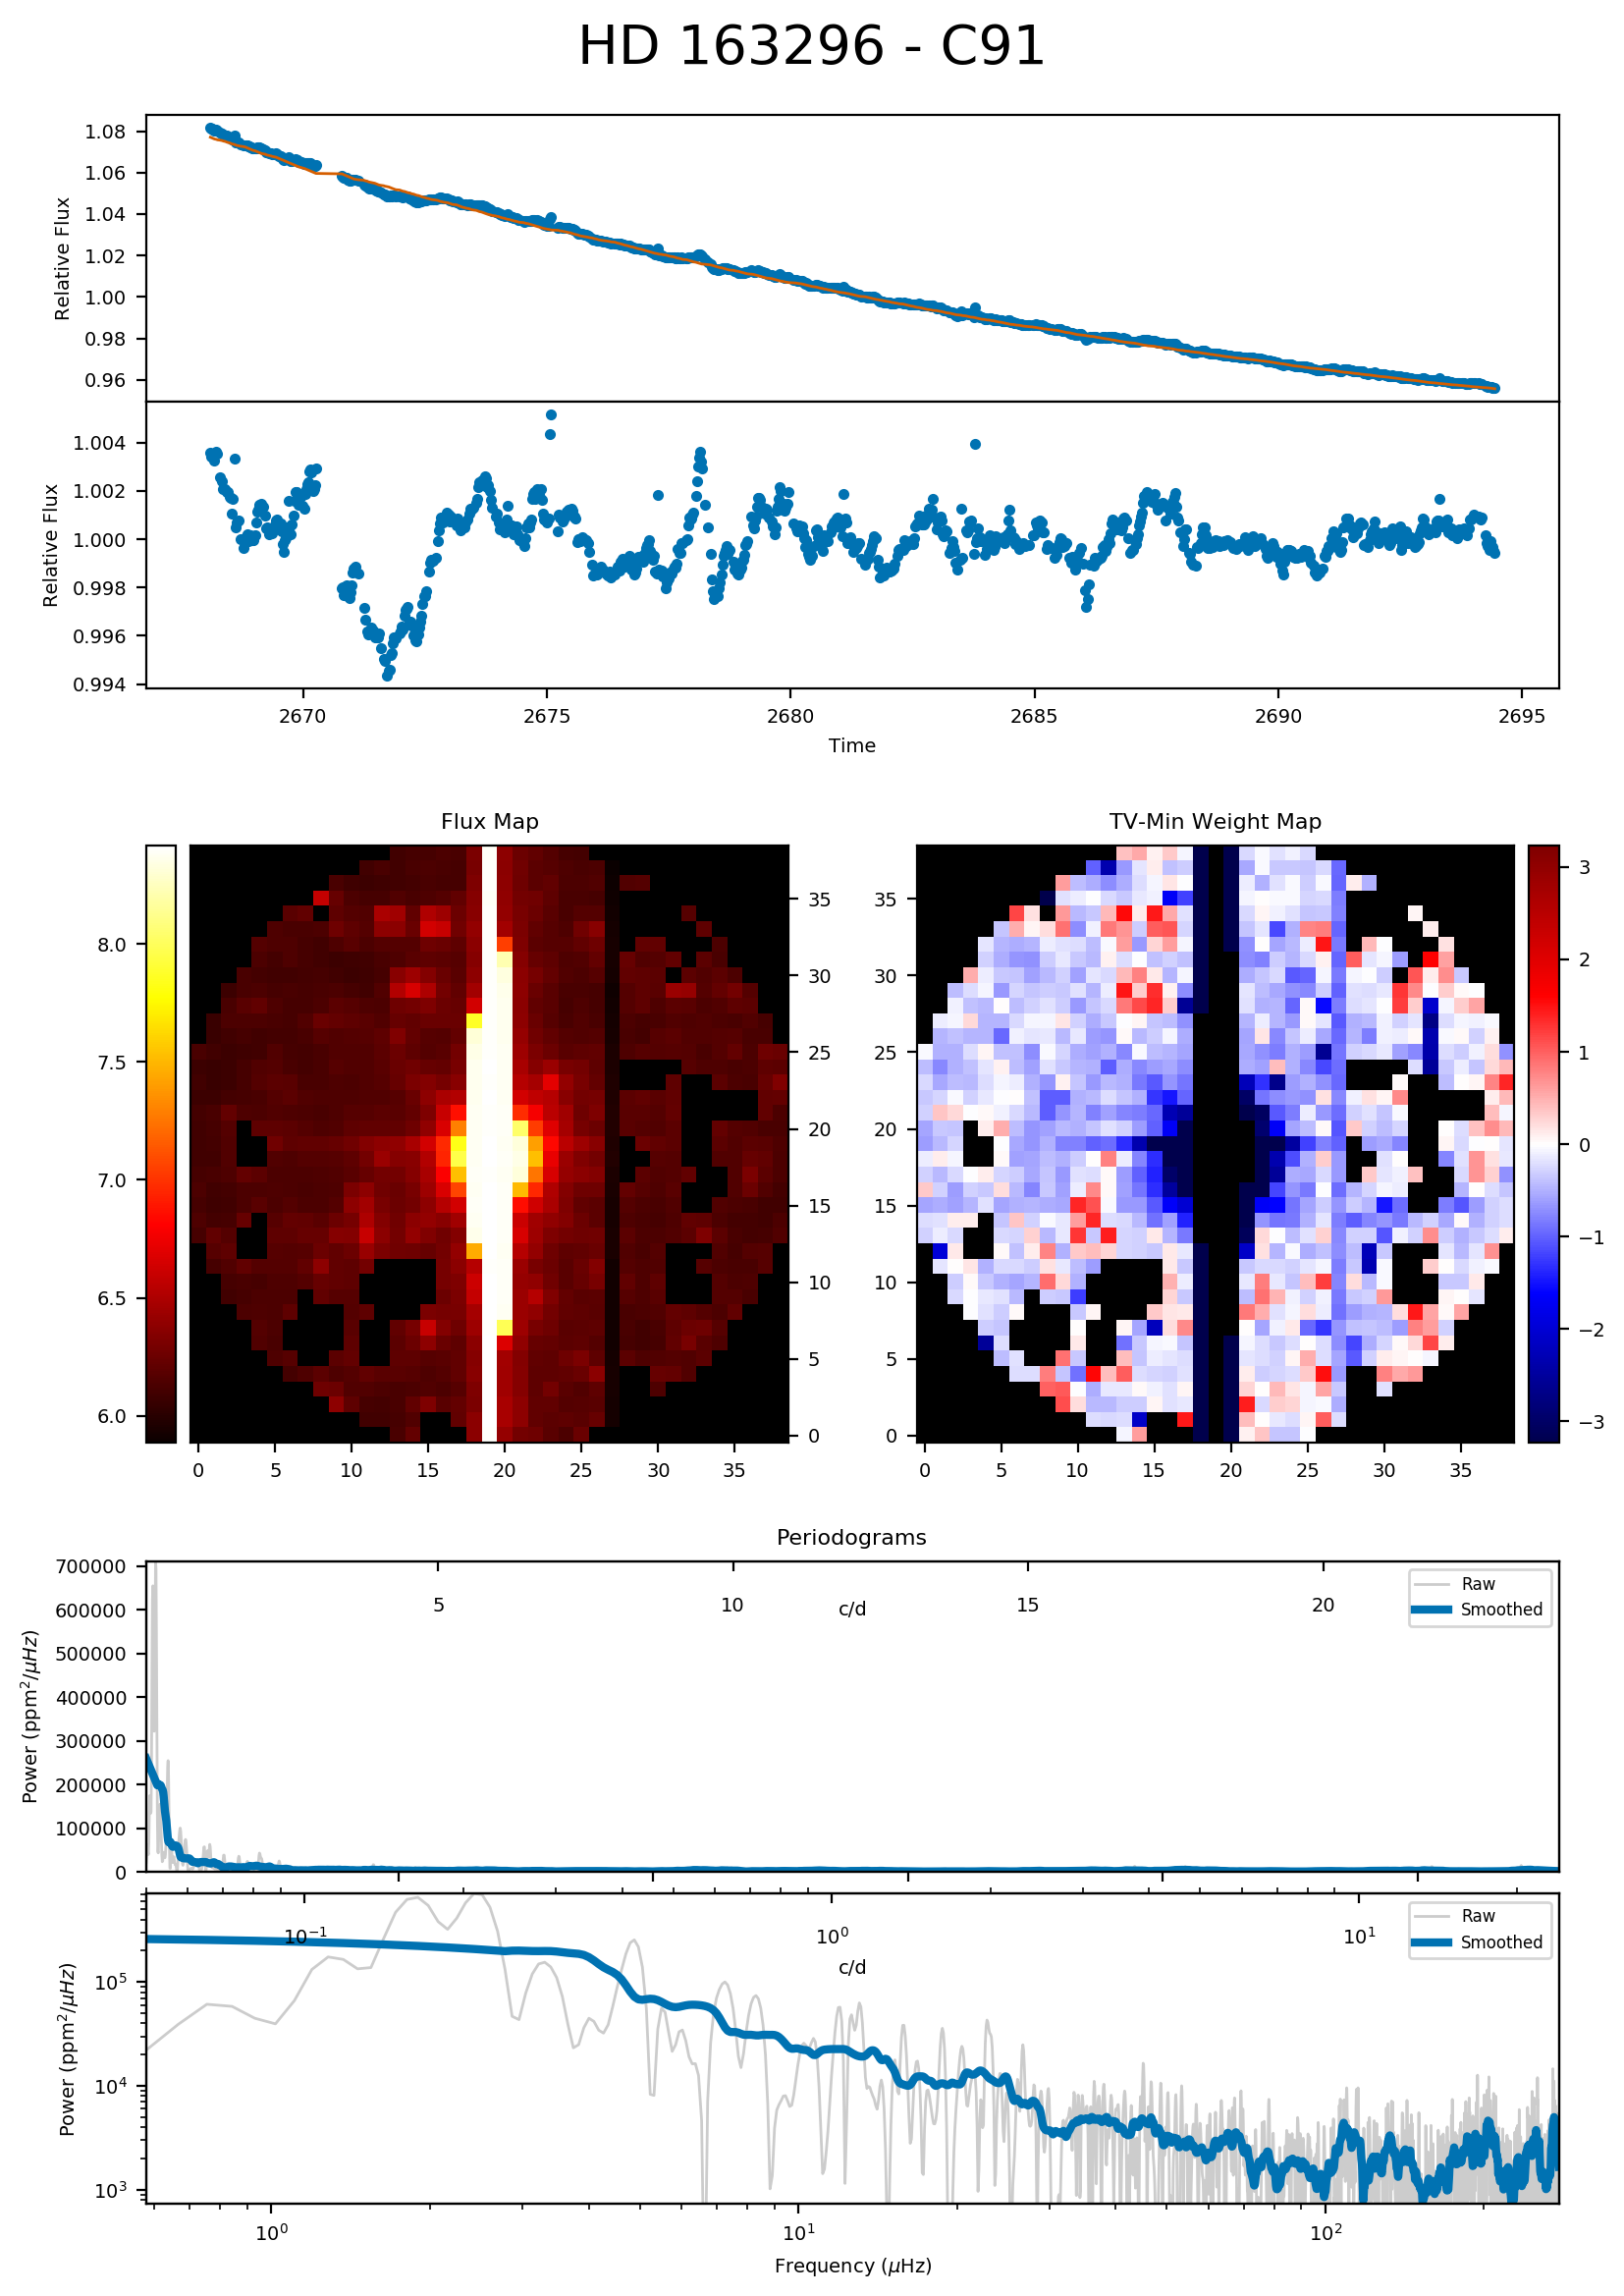 HD 163296 - C91
Relative Flux
1.08
1.06
1.04
1.02
1.00
0.98
0.96
Relative Flux
1.004
1.002
1.000
0.998
0.996
0.994
2670 2675 2680 2685 2690 2695
Time
Flux Map
TV-Min Weight Map
8.0
7.5
7.0
6.5
6.0
35
30
25
20
15
10
5
0
0 5 10 15 20 25 30 35
35
30
25
20
15
10
5
0
0 5 10 15 20 25 30 35
3
2
1
0
−1
−2
−3
Periodograms
Power (ppm²/μHz)
700000
600000
500000
400000
300000
200000
100000
0
5 10 15 20
c/d
Raw
Smoothed
Power (ppm²/μHz)
10⁵
10⁴
10³
10⁻¹ 10⁰ 10¹
c/d
Raw
Smoothed
10⁰ 10¹ 10²
Frequency (μHz)